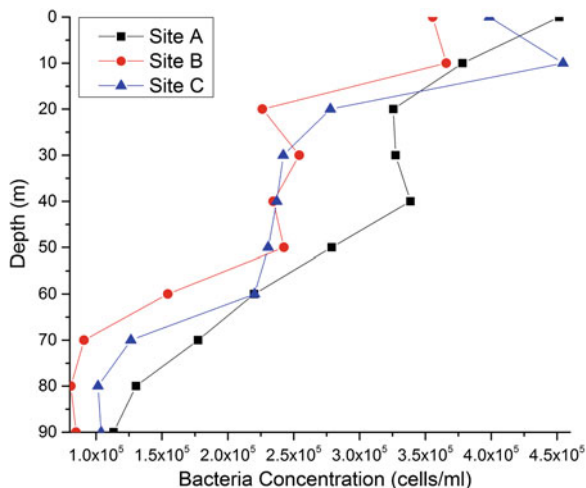 Site A
Site B
Site C
0
10
20
30
40
50
60
70
80
90
Depth (m)
1.0x10⁵ 1.5x10⁵ 2.0x10⁵ 2.5x10⁵ 3.0x10⁵ 3.5x10⁵ 4.0x10⁵ 4.5x10⁵
Bacteria Concentration (cells/ml)